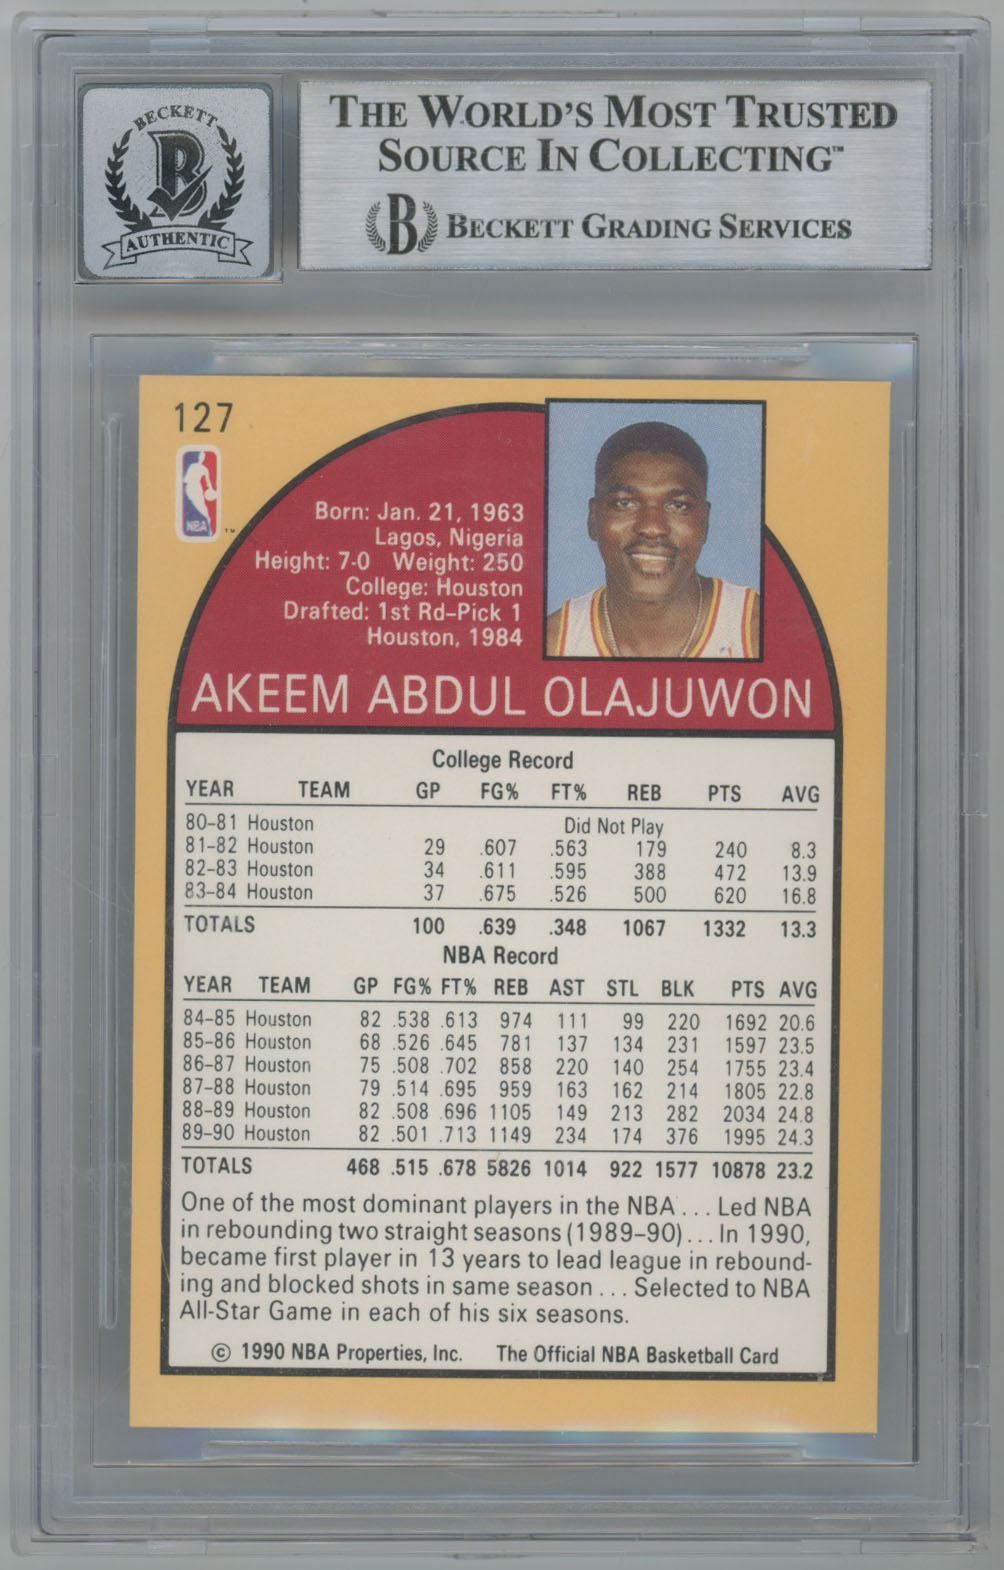 BECKETT
B
AUTHENTIC
THE WORLD'S MOST TRUSTED
SOURCE IN COLLECTING™
B BECKETT GRADING SERVICES
127
NBA ™
Born: Jan. 21, 1963
Lagos, Nigeria
Height: 7-0 Weight: 250
College: Houston
Drafted: 1st Rd–Pick 1
Houston, 1984
AKEEM ABDUL OLAJUWON
College Record
YEAR TEAM GP FG% FT% REB PTS AVG
80–81 Houston Did Not Play
81–82 Houston 29 .607 .563 179 240 8.3
82–83 Houston 34 .611 .595 388 472 13.9
83–84 Houston 37 .675 .526 500 620 16.8
TOTALS 100 .639 .348 1067 1332 13.3
NBA Record
YEAR TEAM GP FG% FT% REB AST STL BLK PTS AVG
84–85 Houston 82 .538 .613 974 111 99 220 1692 20.6
85–86 Houston 68 .526 .645 781 137 134 231 1597 23.5
86–87 Houston 75 .508 .702 858 220 140 254 1755 23.4
87–88 Houston 79 .514 .695 959 163 162 214 1805 22.8
88–89 Houston 82 .508 .696 1105 149 213 282 2034 24.8
89–90 Houston 82 .501 .713 1149 234 174 376 1995 24.3
TOTALS 468 .515 .678 5826 1014 922 1577 10878 23.2
One of the most dominant players in the NBA . . . Led NBA
in rebounding two straight seasons (1989–90) . . . In 1990,
became first player in 13 years to lead league in rebound-
ing and blocked shots in same season . . . Selected to NBA
All-Star Game in each of his six seasons.
© 1990 NBA Properties, Inc. The Official NBA Basketball Card